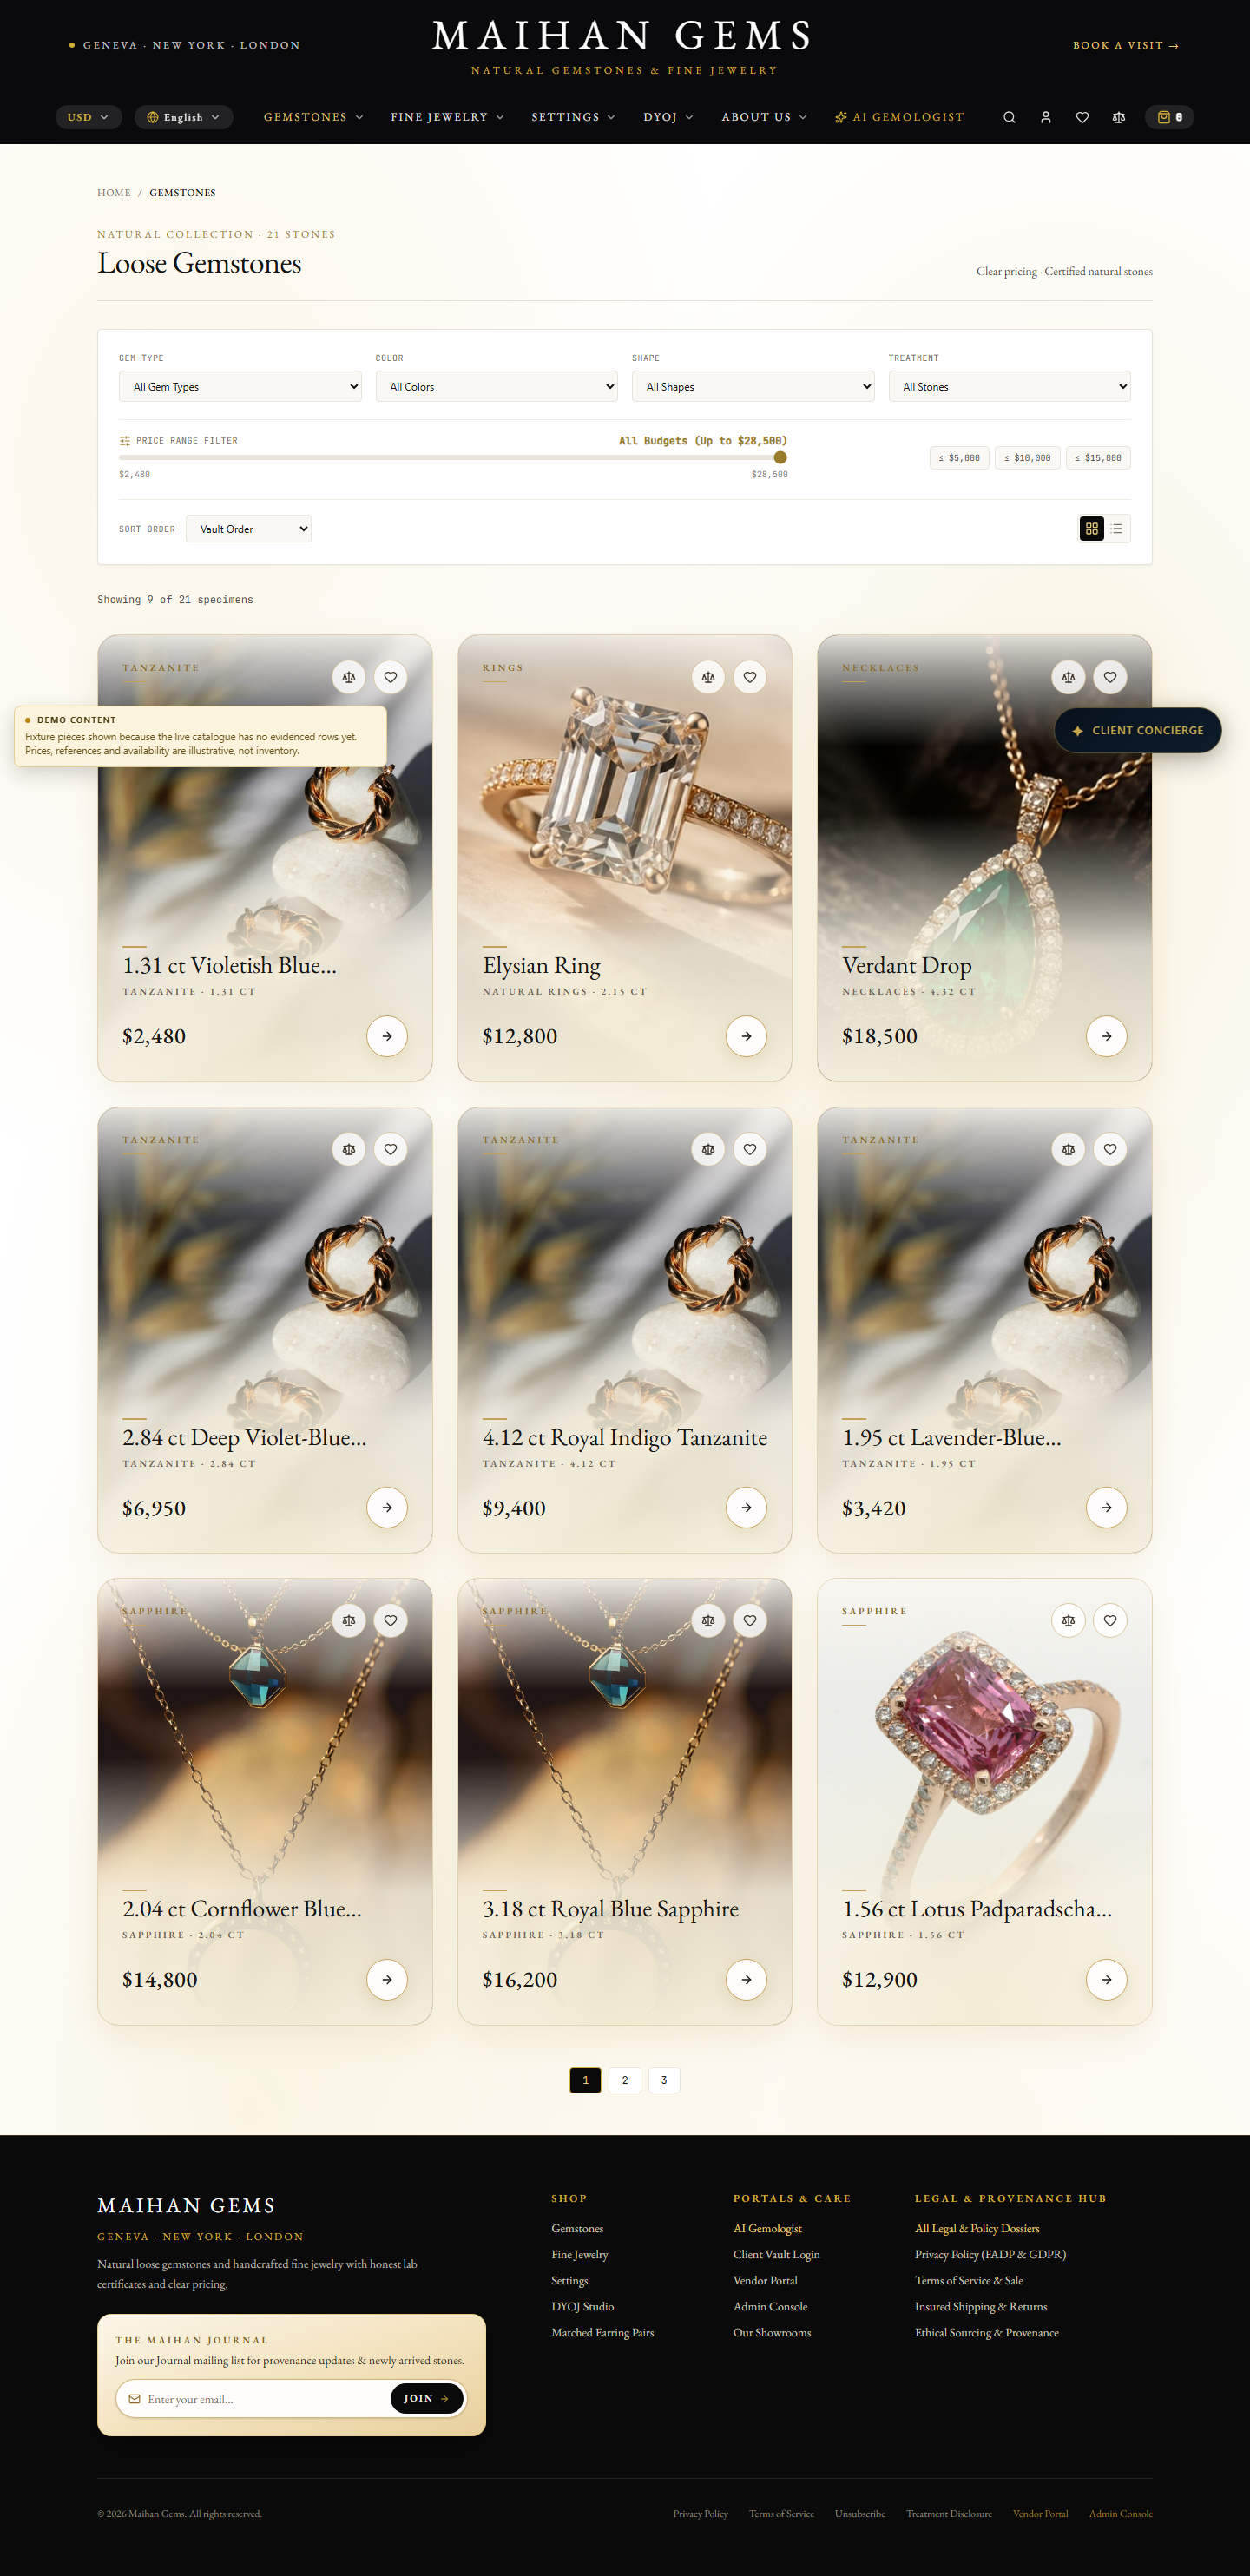 MAIHAN GEMS
GENEVA · NEW YORK · LONDON
BOOK A VISIT →
NATURAL GEMSTONES & FINE JEWELRY
USD
English
GEMSTONES
FINE JEWELRY
SETTINGS
DYOJ
ABOUT US
AI GEMOLOGIST
0
HOME / GEMSTONES
NATURAL COLLECTION · 21 STONES
Loose Gemstones
Clear pricing · Certified natural stones
GEM TYPE
COLOR
SHAPE
TREATMENT
All Gem Types
All Colors
All Shapes
All Stones
PRICE RANGE FILTER
All Budgets (Up to $28,500)
$2,480
$28,500
≤ $5,000
≤ $10,000
≤ $15,000
SORT ORDER
Vault Order
Showing 9 of 21 specimens
TANZANITE
RINGS
NECKLACES
DEMO CONTENT
Fixture pieces shown because the live catalogue has no evidenced rows yet.
Prices, references and availability are illustrative, not inventory.
CLIENT CONCIERGE
1.31 ct Violetish Blue...
TANZANITE · 1.31 CT
$2,480
Elysian Ring
NATURAL RINGS · 2.15 CT
$12,800
Verdant Drop
NECKLACES · 4.32 CT
$18,500
TANZANITE
TANZANITE
TANZANITE
2.84 ct Deep Violet-Blue...
TANZANITE · 2.84 CT
$6,950
4.12 ct Royal Indigo Tanzanite
TANZANITE · 4.12 CT
$9,400
1.95 ct Lavender-Blue...
TANZANITE · 1.95 CT
$3,420
SAPPHIRE
SAPPHIRE
SAPPHIRE
2.04 ct Cornflower Blue...
SAPPHIRE · 2.04 CT
$14,800
3.18 ct Royal Blue Sapphire
SAPPHIRE · 3.18 CT
$16,200
1.56 ct Lotus Padparadscha...
SAPPHIRE · 1.56 CT
$12,900
1
2
3
MAIHAN GEMS
GENEVA · NEW YORK · LONDON
Natural loose gemstones and handcrafted fine jewelry with honest lab
certificates and clear pricing.
THE MAIHAN JOURNAL
Join our Journal mailing list for provenance updates & newly arrived stones.
Enter your email...
JOIN →
SHOP
Gemstones
Fine Jewelry
Settings
DYOJ Studio
Matched Earring Pairs
PORTALS & CARE
AI Gemologist
Client Vault Login
Vendor Portal
Admin Console
Our Showrooms
LEGAL & PROVENANCE HUB
All Legal & Policy Dossiers
Privacy Policy (FADP & GDPR)
Terms of Service & Sale
Insured Shipping & Returns
Ethical Sourcing & Provenance
© 2026 Maihan Gems. All rights reserved.
Privacy Policy
Terms of Service
Unsubscribe
Treatment Disclosure
Vendor Portal
Admin Console